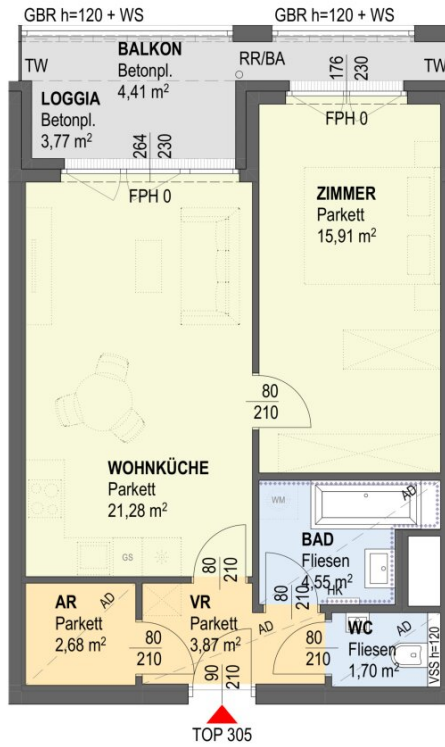 GBR h=120 + WS
GBR h=120 + WS
TW
BALKON
Betonpl.
4,41 m²
RR/BA
176
230
TW
LOGGIA
Betonpl.
3,77 m²
264
230
FPH 0
FPH 0
ZIMMER
Parkett
15,91 m²
80
210
WOHNKÜCHE
Parkett
21,28 m²
GS
WM
AD
BAD
Fliesen
4,55 m²
HK
80
210
80
210
AR
Parkett
2,68 m²
AD
80
210
VR
Parkett
3,87 m²
AD
90
210
80
210
WC
Fliesen
1,70 m²
AD
VSS h=120
TOP 305